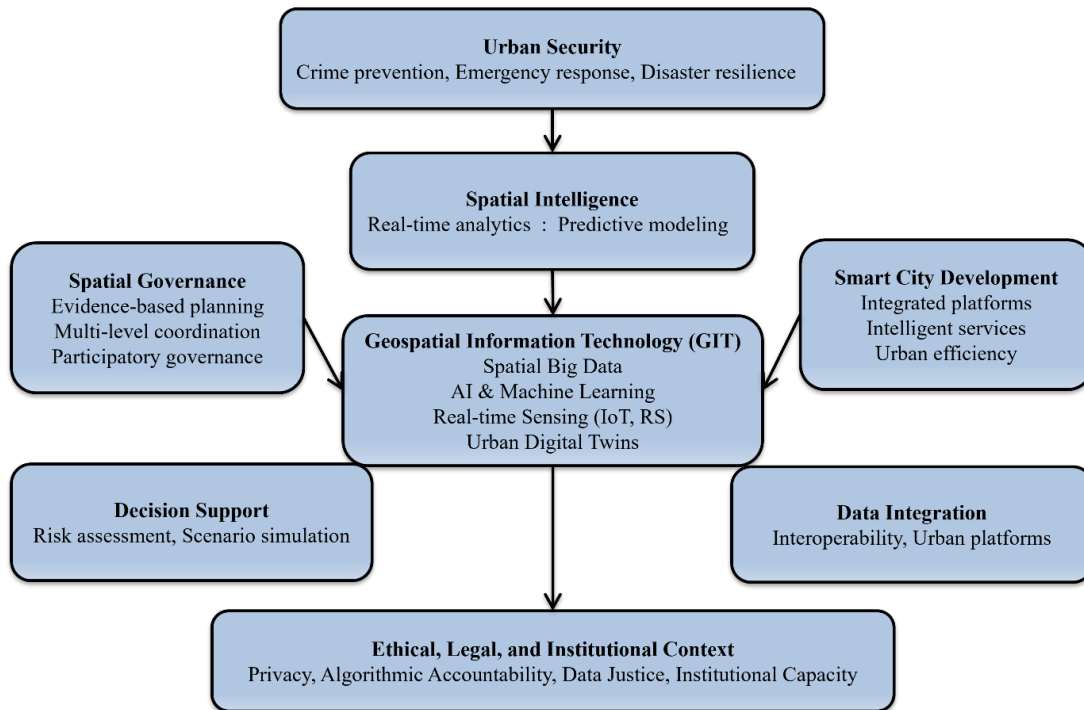 Urban Security
Crime prevention, Emergency response, Disaster resilience
Spatial Intelligence
Real-time analytics : Predictive modeling
Spatial Governance
Evidence-based planning
Multi-level coordination
Participatory governance
Smart City Development
Integrated platforms
Intelligent services
Urban efficiency
Geospatial Information Technology (GIT)
Spatial Big Data
AI & Machine Learning
Real-time Sensing (IoT, RS)
Urban Digital Twins
Decision Support
Risk assessment, Scenario simulation
Data Integration
Interoperability, Urban platforms
Ethical, Legal, and Institutional Context
Privacy, Algorithmic Accountability, Data Justice, Institutional Capacity